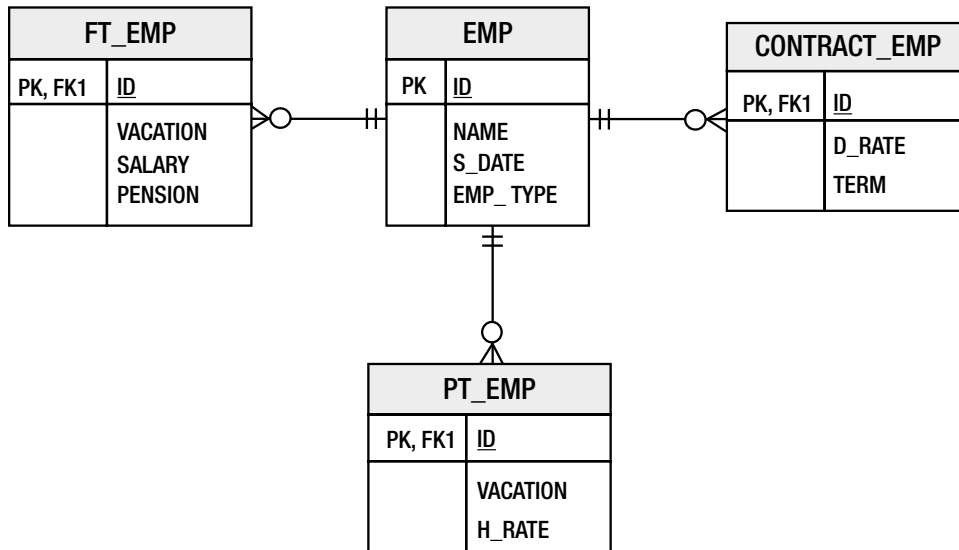 FT_EMP
PK, FK1 ID
VACATION
SALARY
PENSION
EMP
PK ID
NAME
S_DATE
EMP_ TYPE
CONTRACT_EMP
PK, FK1 ID
D_RATE
TERM
PT_EMP
PK, FK1 ID
VACATION
H_RATE